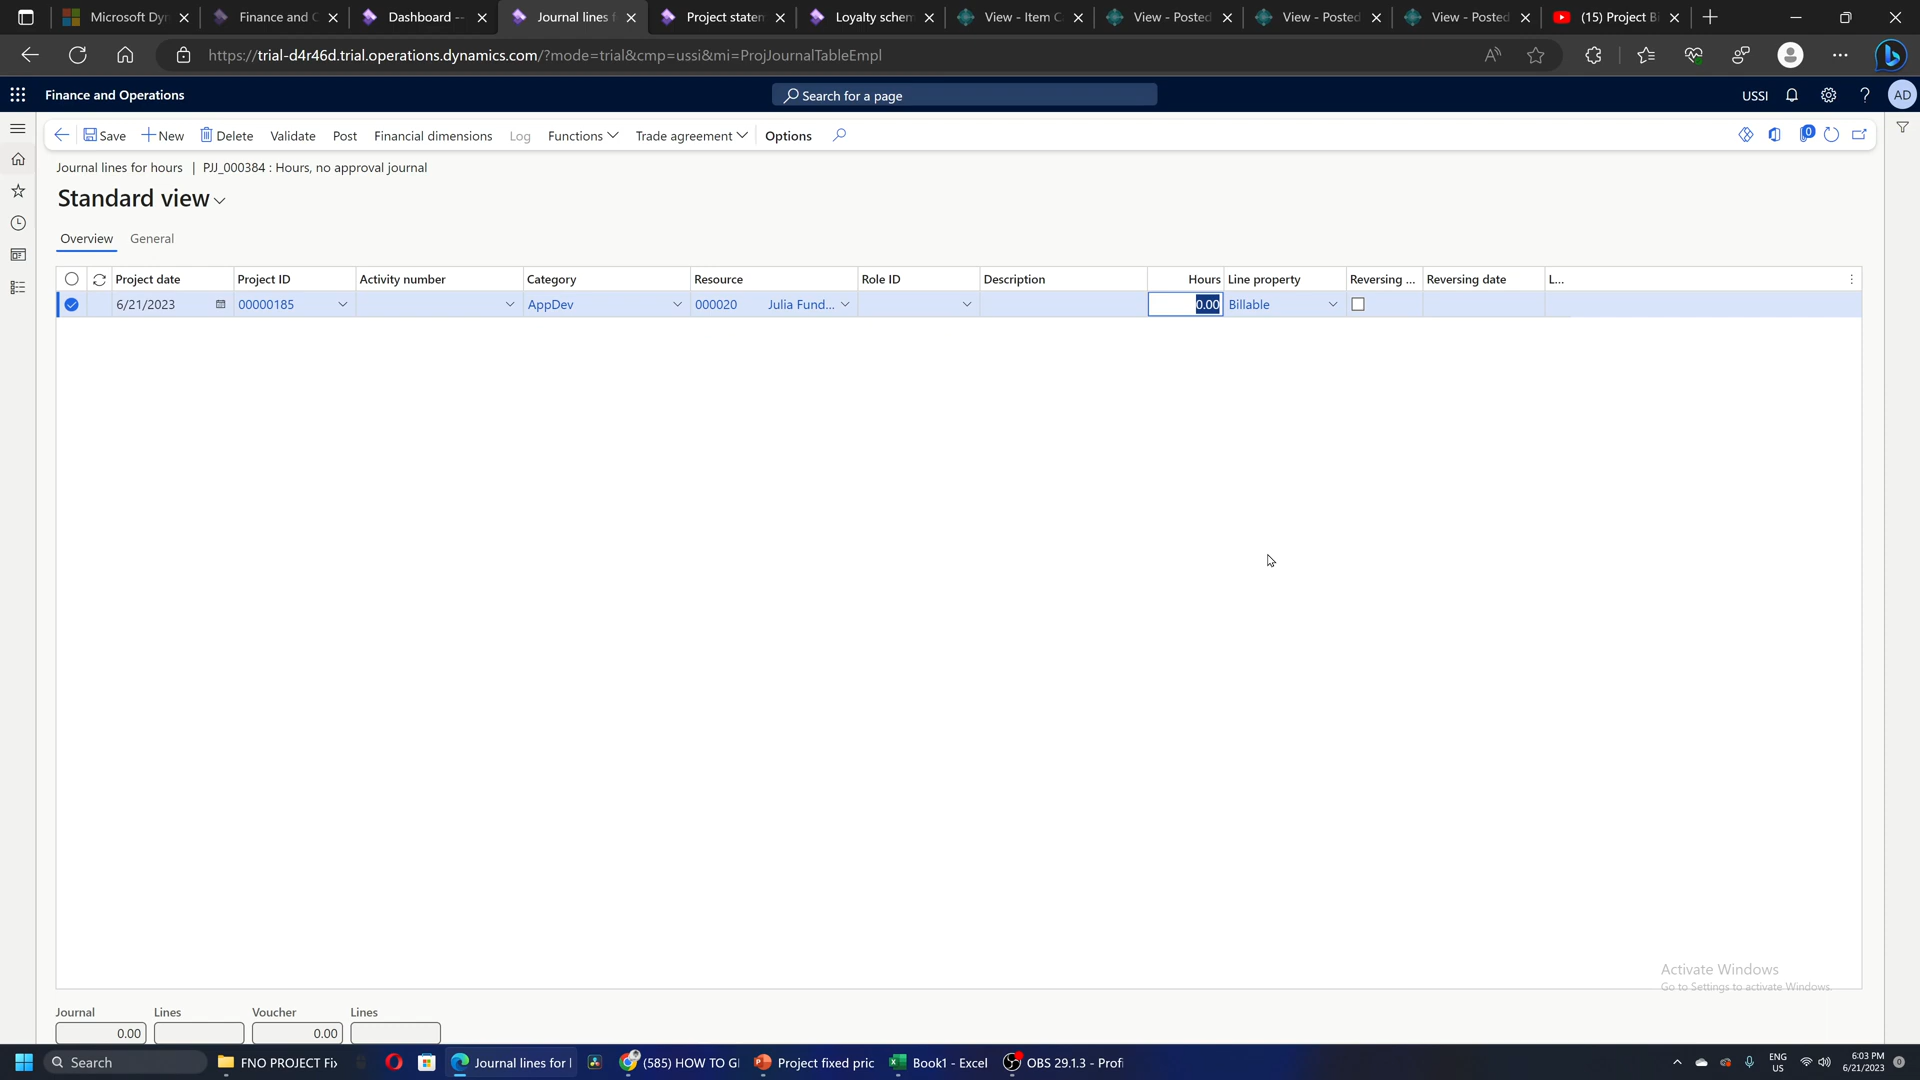 Microsoft Dyn
Finance and O
Dashboard --
Journal lines f
Project statem
Loyalty schem
View - Item C
View - Posted
View - Posted
View - Posted
(15) Project B
https://trial-d4r46d.trial.operations.dynamics.com/?mode=trial&cmp=ussi&mi=ProjJournalTableEmpl
Finance and Operations
Search for a page
USSI
AD
Save
New
Delete
Validate
Post
Financial dimensions
Log
Functions
Trade agreement
Options
0
Journal lines for hours | PJJ_000384 : Hours, no approval journal
Standard view
Overview General
Project date Project ID Activity number Category Resource Role ID Description Hours Line property Reversing ... Reversing date L...
6/21/2023 00000185 AppDev 000020 Julia Fund... 0.00 Billable
Activate Windows
Go to Settings to activate Windows.
Journal Lines Voucher Lines
0.00 0.00
Search
FNO PROJECT Fix
Journal lines for l
(585) HOW TO GI
Project fixed pric
Book1 - Excel
OBS 29.1.3 - Profi
ENG
US
6:03 PM
6/21/2023
0